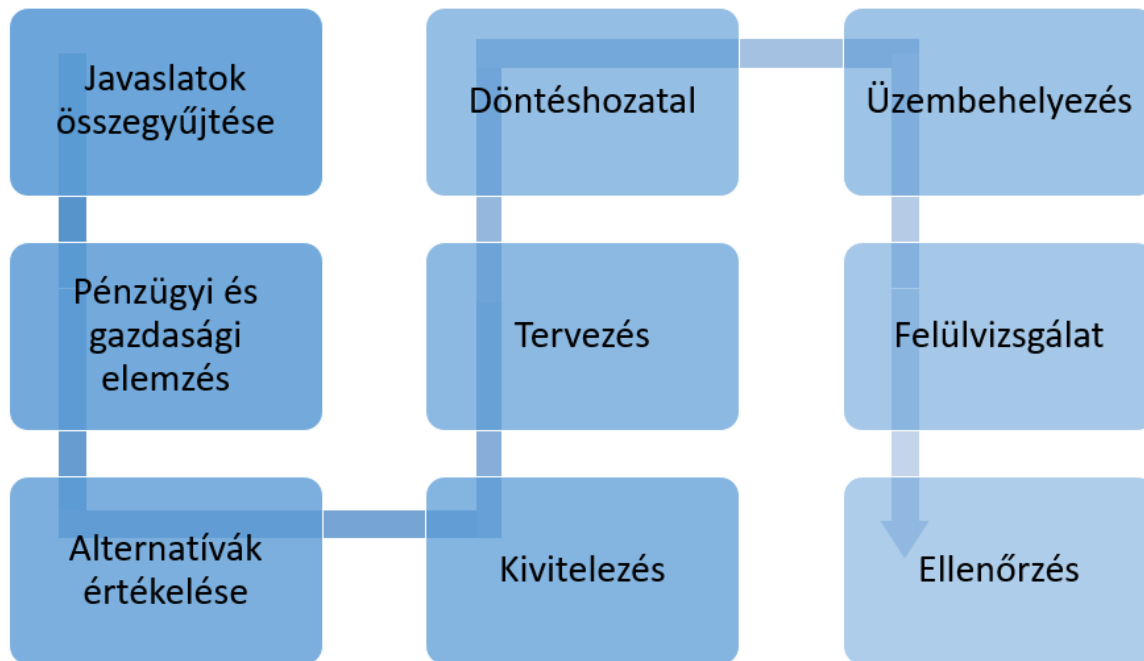 Javaslatok
összegyűjtése
Pénzügyi és
gazdasági
elemzés
Alternatívák
értékelése
Kivitelezés
Tervezés
Döntéshozatal
Üzembehelyezés
Felülvizsgálat
Ellenőrzés